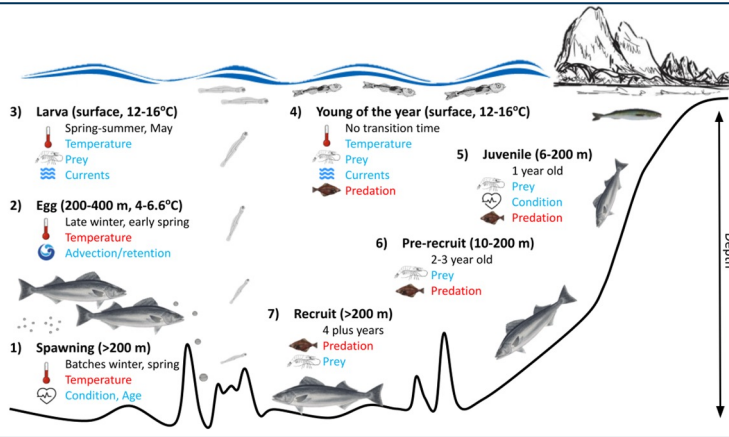 3) Larva (surface, 12-16°C)
Spring-summer, May
Temperature
Prey
Currents
4) Young of the year (surface, 12-16°C)
No transition time
Temperature
Prey
Currents
Predation
5) Juvenile (6-200 m)
1 year old
Prey
Condition
Predation
2) Egg (200-400 m, 4-6.6°C)
Late winter, early spring
Temperature
Advection/retention
6) Pre-recruit (10-200 m)
2-3 year old
Prey
Predation
7) Recruit (>200 m)
4 plus years
Predation
Prey
1) Spawning (>200 m)
Batches winter, spring
Temperature
Condition, Age